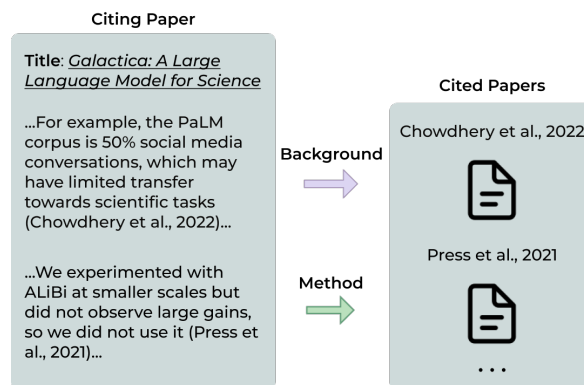 Citing Paper
Title: Galactica: A Large
Language Model for Science
...For example, the PaLM
corpus is 50% social media
conversations, which may
have limited transfer
towards scientific tasks
(Chowdhery et al., 2022)...
...We experimented with
ALiBi at smaller scales but
did not observe large gains,
so we did not use it (Press et
al., 2021)...
Background
Method
Cited Papers
Chowdhery et al., 2022
Press et al., 2021
...